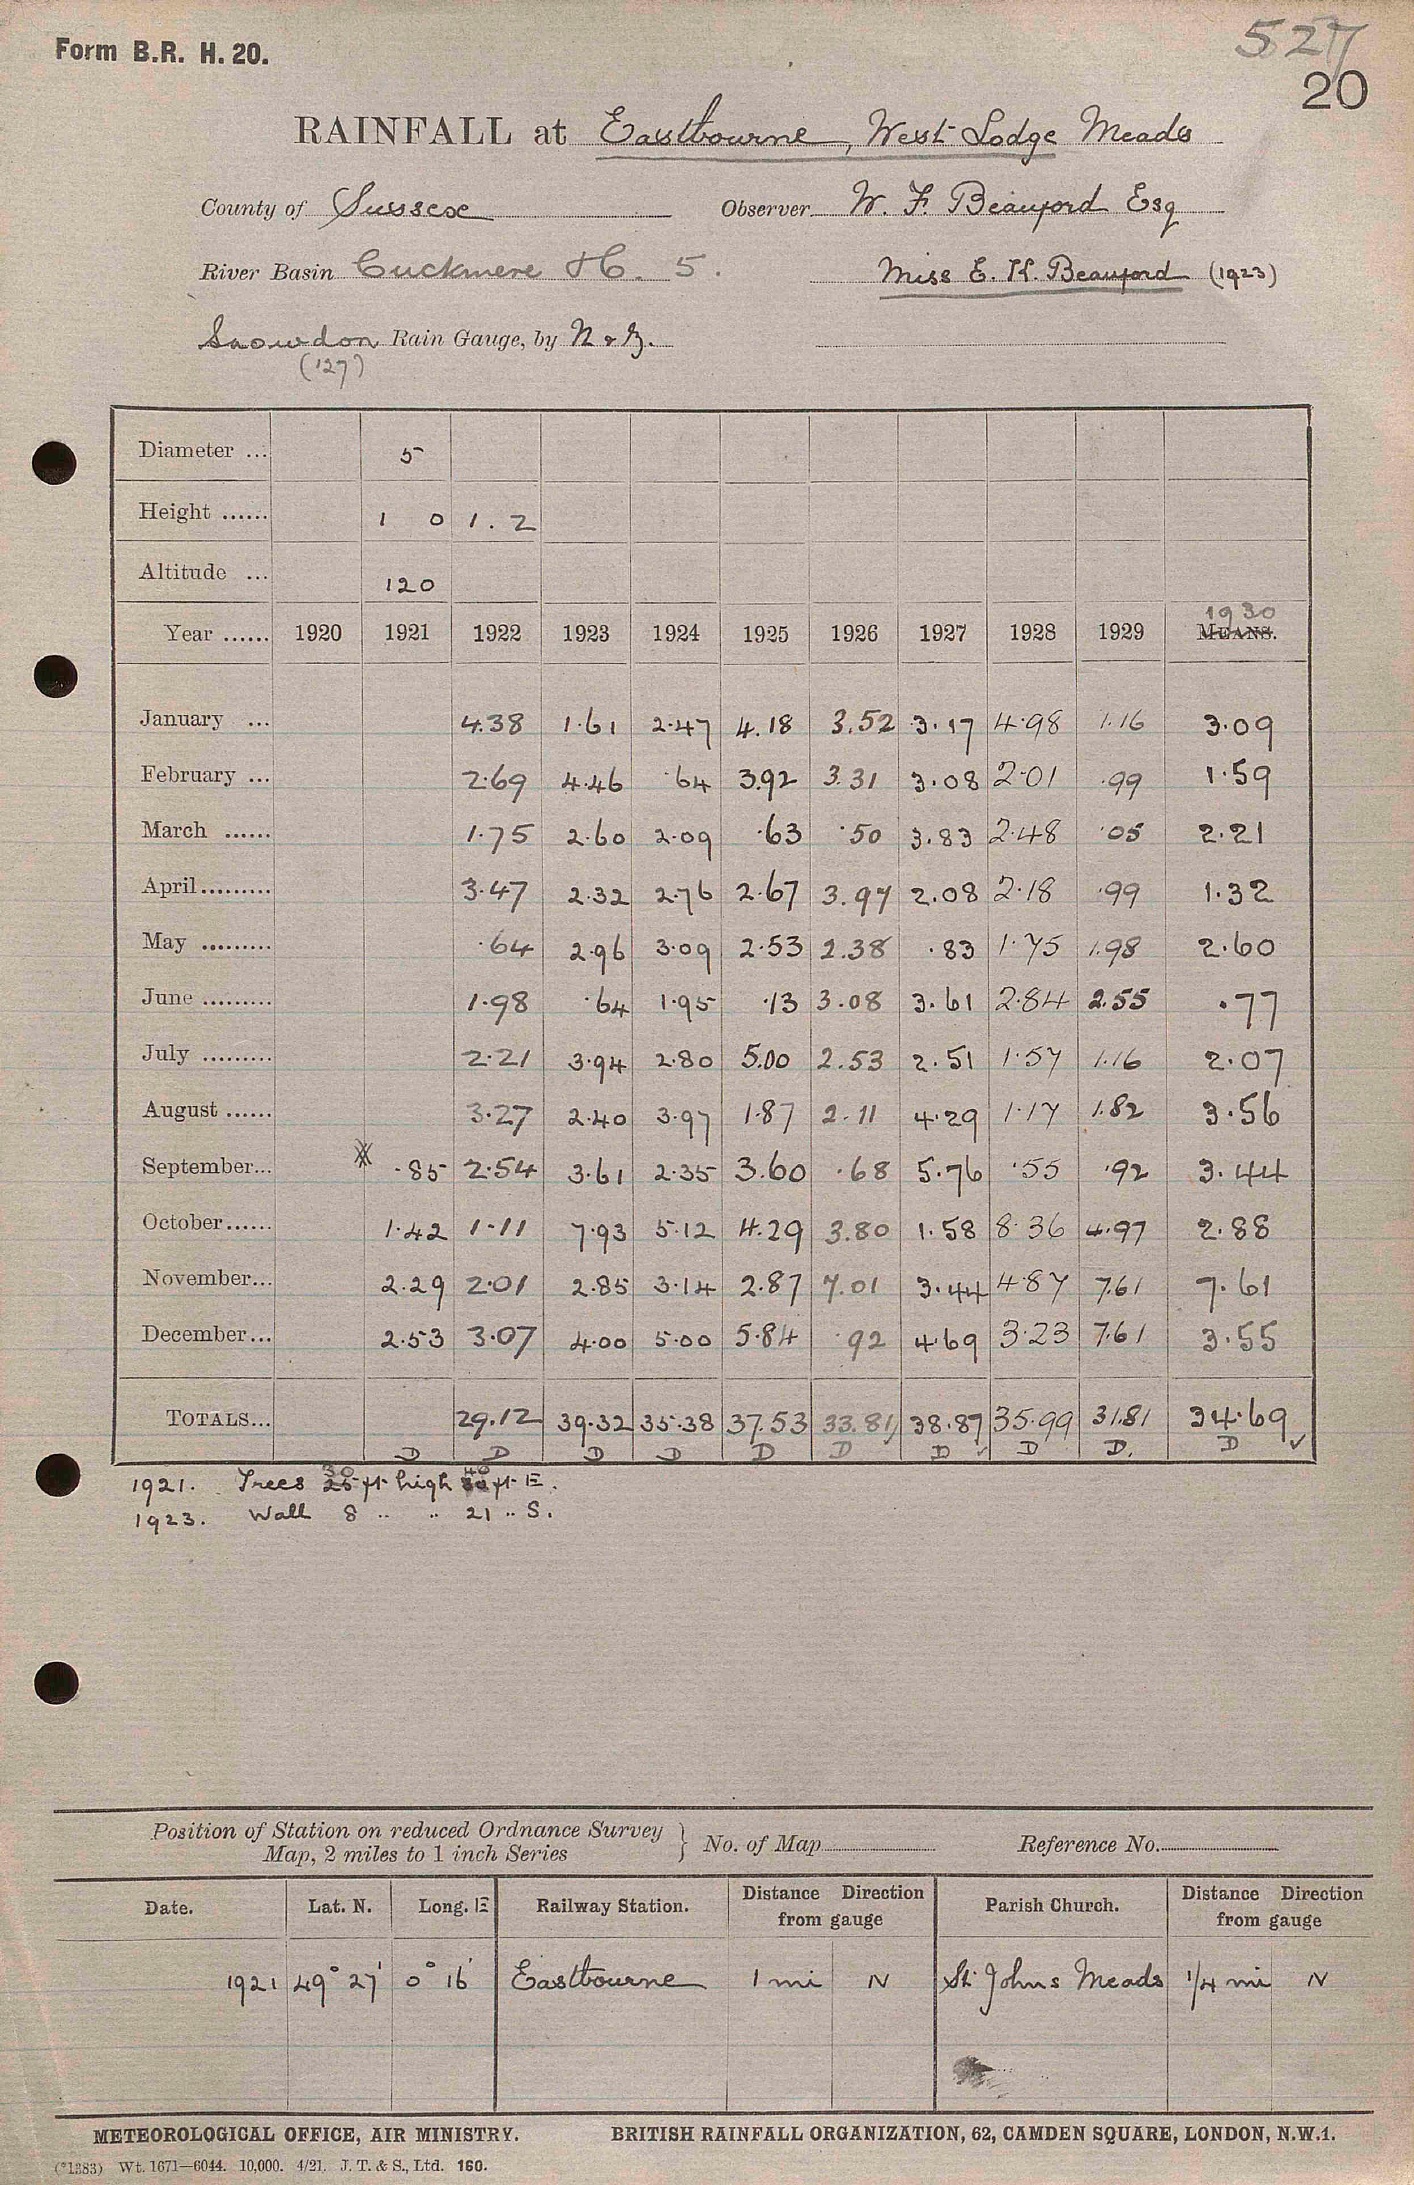 Form B.R. H. 20.
527
20
RAINFALL at Eastbourne, West Lodge Meads
County of Sussex Observer W. F. Beauford Esq
River Basin Cuckmere &c. 5. Miss E. K. Beauford (1923)
Snowdon Rain Gauge, by N & Z.
(127)
Diameter ... 5
Height ...... 1 0 1.2
Altitude ... 120
1930
Year ...... 1920 1921 1922 1923 1924 1925 1926 1927 1928 1929 MEANS.
January ... 4.38 1.61 2.47 4.18 3.52 3.17 4.98 1.16 3.09
February ... 2.69 4.46 .64 3.92 3.31 3.08 2.01 .99 1.59
March ...... 1.75 2.60 2.09 .63 .50 3.83 2.48 .05 2.21
April......... 3.47 2.32 2.76 2.67 3.97 2.08 2.18 .99 1.32
May ......... .64 2.96 3.09 2.53 2.38 .83 1.75 1.98 2.60
June ......... 1.98 .64 1.95 .13 3.08 3.61 2.84 2.55 .77
July ......... 2.21 3.94 2.80 5.00 2.53 2.51 1.57 1.16 2.07
August ...... 3.27 2.40 3.97 1.87 2.11 4.29 1.17 1.82 3.56
September... .85 2.54 3.61 2.35 3.60 .68 5.76 .55 .92 3.44
October...... 1.42 1.11 7.93 5.12 4.29 3.80 1.58 8.36 4.97 2.88
November... 2.29 2.01 2.85 3.14 2.87 7.01 3.44 4.87 7.61 7.61
December... 2.53 3.07 4.00 5.00 5.84 .92 4.69 3.23 7.61 3.55
TOTALS... 29.12 39.32 35.38 37.53 33.81 38.87 35.99 31.81 34.69
D D D D D D D ✓ D D. D ✓
30 40
1921. Trees 25 ft high ft E.
1923. Wall 8 .. .. 21 .. S.
Position of Station on reduced Ordnance Survey
Map, 2 miles to 1 inch Series } No. of Map Reference No.
Date. Lat. N. Long. E Railway Station. Distance Direction from gauge Parish Church. Distance Direction from gauge
1921 49° 27' 0° 16' Eastbourne 1 mi N St. Johns Meads 1/4 mi N
METEOROLOGICAL OFFICE, AIR MINISTRY. BRITISH RAINFALL ORGANIZATION, 62, CAMDEN SQUARE, LONDON, N.W.1.
(*1383) Wt. 1671—6044. 10,000. 4/21. J. T. & S., Ltd. 160.